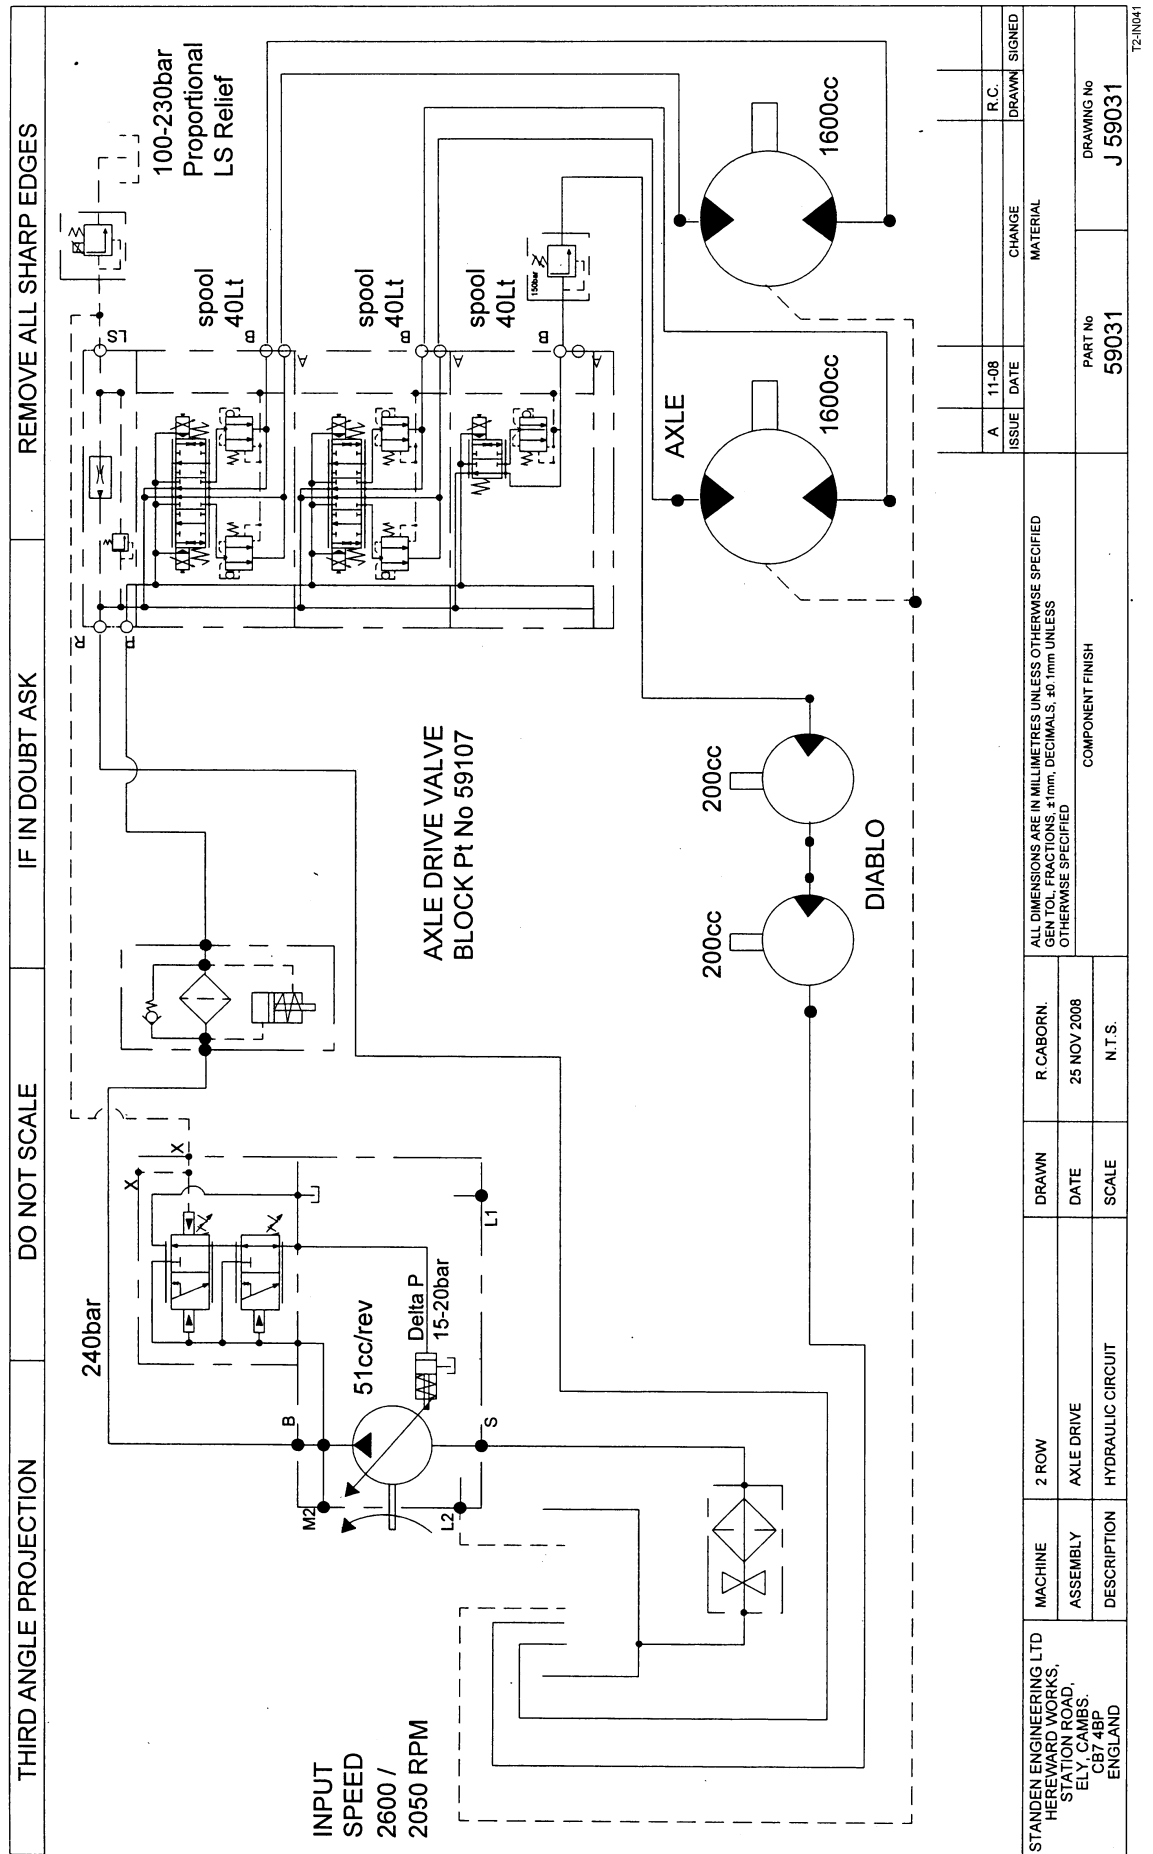 THIRD ANGLE PROJECTION
DO NOT SCALE
IF IN DOUBT ASK
REMOVE ALL SHARP EDGES
100-230bar
Proportional
LS Relief
LS
R
P
spool
40Lt
B
A
spool
40Lt
B
A
spool
40Lt
B
A
150bar
240bar
X
X
B
M2
51cc/rev
Delta P
15-20bar
L1
S
L2
INPUT
SPEED
2600 /
2050 RPM
AXLE DRIVE VALVE
BLOCK Pt No 59107
200cc
200cc
DIABLO
AXLE
1600cc
1600cc
STANDEN ENGINEERING LTD
HEREWARD WORKS,
STATION ROAD,
ELY, CAMBS.
CB7 4BP
ENGLAND
MACHINE
2 ROW
ASSEMBLY
AXLE DRIVE
DESCRIPTION
HYDRAULIC CIRCUIT
DRAWN
R.CABORN.
DATE
25 NOV 2008
SCALE
N.T.S.
ALL DIMENSIONS ARE IN MILLIMETRES UNLESS OTHERWISE SPECIFIED
GEN TOL, FRACTIONS, ±1mm, DECIMALS, ±0.1mm UNLESS
OTHERWISE SPECIFIED
COMPONENT FINISH
A
11-08
R.C.
ISSUE
DATE
CHANGE
DRAWN
SIGNED
MATERIAL
PART No
59031
DRAWING No
J 59031
T2-IN041